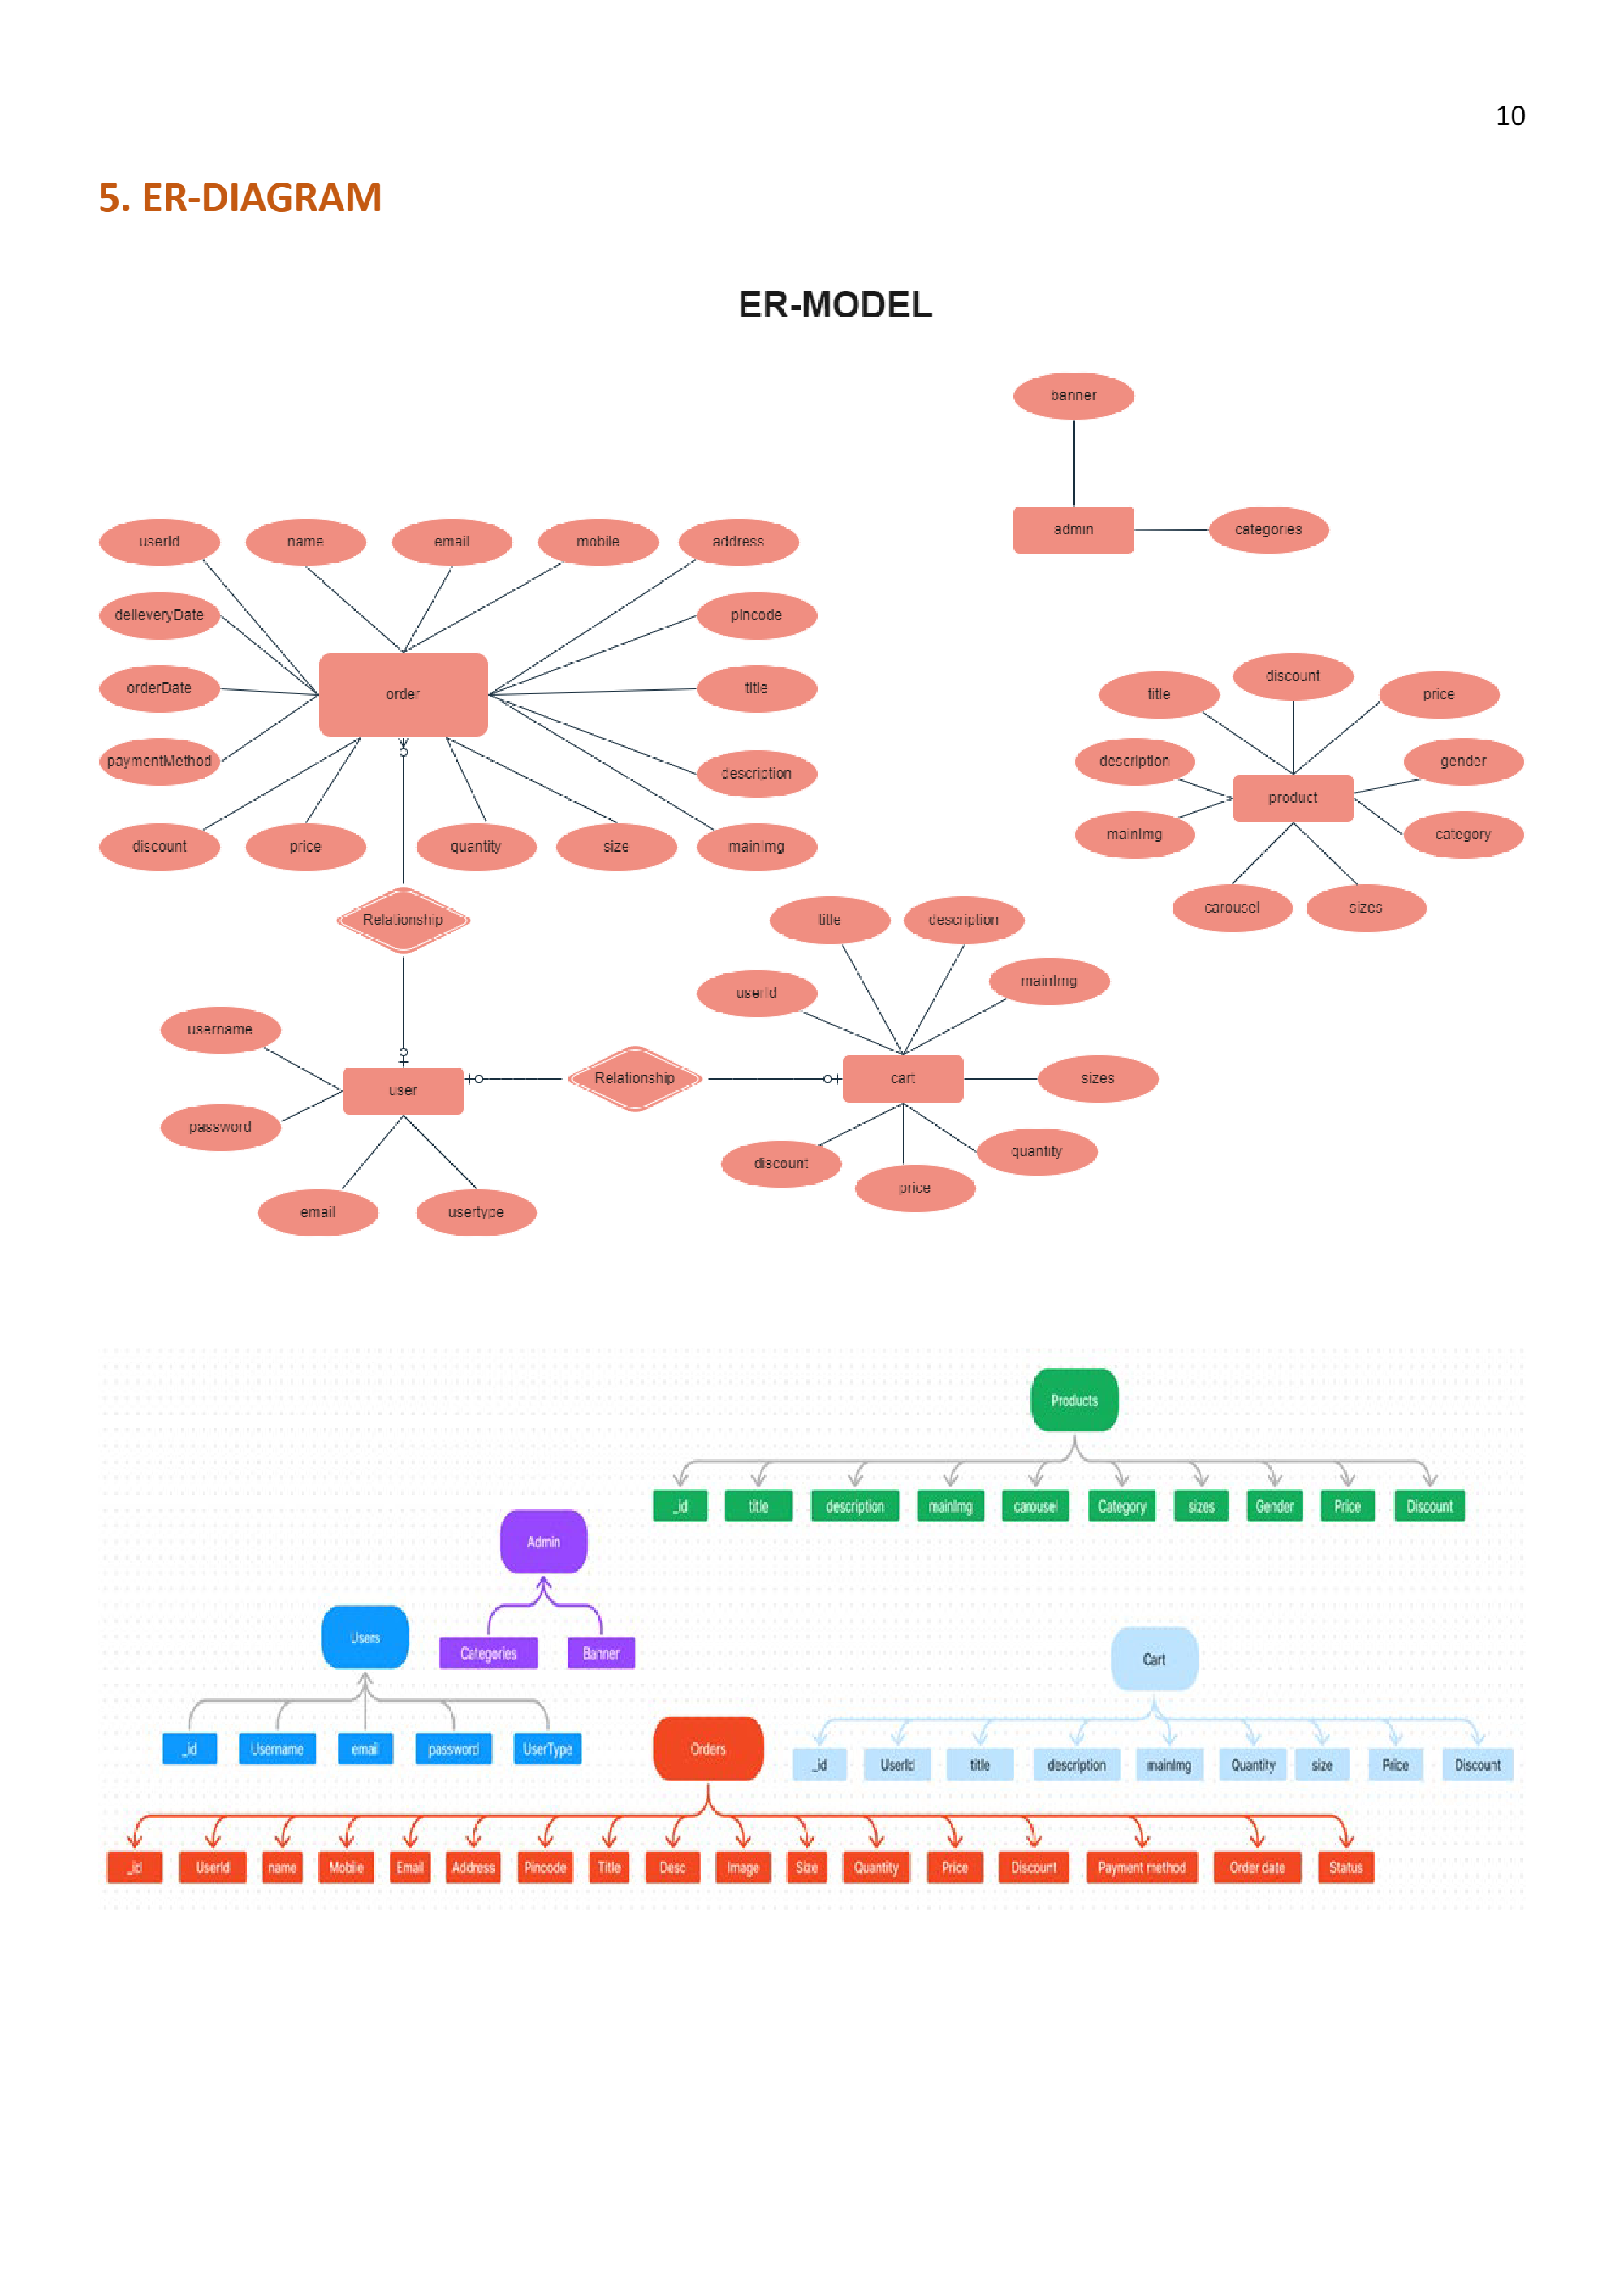 10
5. ER-DIAGRAM
ER-MODEL
banner
admin
categories
userId
name
email
mobile
address
delieveryDate
pincode
orderDate
order
title
paymentMethod
description
discount
price
quantity
size
mainImg
Relationship
title
discount
price
description
gender
product
mainImg
category
carousel
sizes
title
description
userId
mainImg
username
user
Relationship
cart
sizes
password
discount
quantity
price
email
usertype
Products
_id
title
description
mainImg
carousel
Category
sizes
Gender
Price
Discount
Admin
Categories
Banner
Users
_id
Username
email
password
UserType
Cart
_id
UserId
title
description
mainImg
Quantity
size
Price
Discount
Orders
_id
UserId
name
Mobile
Email
Address
Pincode
Title
Desc
Image
Size
Quantity
Price
Discount
Payment method
Order date
Status